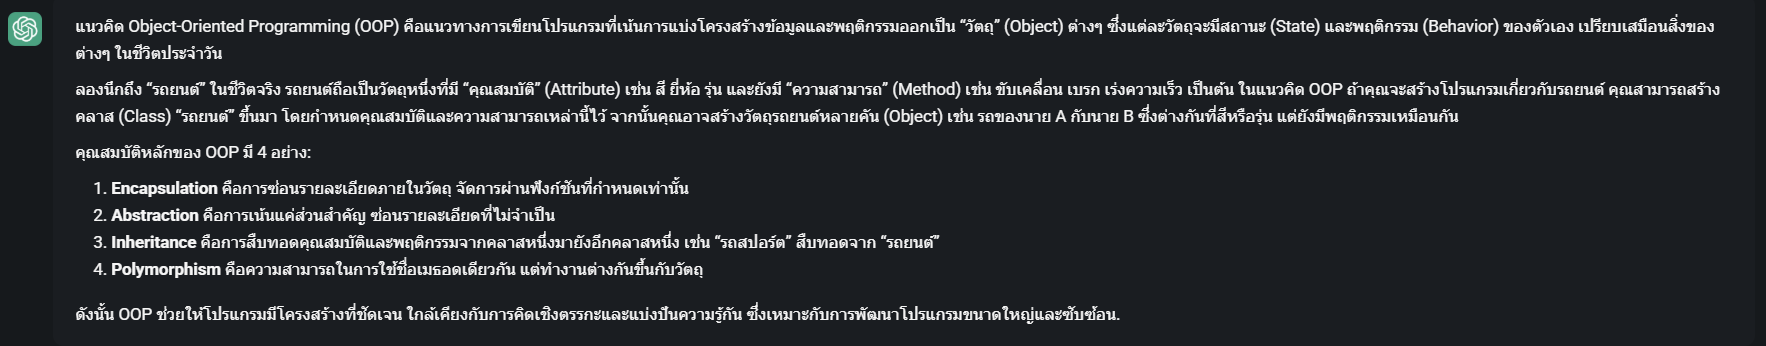 แนวคิด Object-Oriented Programming (OOP) คือแนวทางการเขียนโปรแกรมที่เน้นการแบ่งโครงสร้างข้อมูลและพฤติกรรมออกเป็น “วัตถุ” (Object) ต่างๆ ซึ่งแต่ละวัตถุจะมีสถานะ (State) และพฤติกรรม (Behavior) ของตัวเอง เปรียบเสมือนสิ่งของ
ต่างๆ ในชีวิตประจำวัน
ลองนึกถึง “รถยนต์” ในชีวิตจริง รถยนต์ถือเป็นวัตถุหนึ่งที่มี “คุณสมบัติ” (Attribute) เช่น สี ยี่ห้อ รุ่น และยังมี “ความสามารถ” (Method) เช่น ขับเคลื่อน เบรก เร่งความเร็ว เป็นต้น ในแนวคิด OOP ถ้าคุณจะสร้างโปรแกรมเกี่ยวกับรถยนต์ คุณสามารถสร้าง
คลาส (Class) “รถยนต์” ขึ้นมา โดยกำหนดคุณสมบัติและความสามารถเหล่านี้ไว้ จากนั้นคุณอาจสร้างวัตถุรถยนต์หลายคัน (Object) เช่น รถของนาย A กับนาย B ซึ่งต่างกันที่สีหรือรุ่น แต่ยังมีพฤติกรรมเหมือนกัน
คุณสมบัติหลักของ OOP มี 4 อย่าง:
1. Encapsulation คือการซ่อนรายละเอียดภายในวัตถุ จัดการผ่านฟังก์ชันที่กำหนดเท่านั้น
2. Abstraction คือการเน้นแค่ส่วนสำคัญ ซ่อนรายละเอียดที่ไม่จำเป็น
3. Inheritance คือการสืบทอดคุณสมบัติและพฤติกรรมจากคลาสหนึ่งมายังอีกคลาสหนึ่ง เช่น “รถสปอร์ต” สืบทอดจาก “รถยนต์”
4. Polymorphism คือความสามารถในการใช้ชื่อเมธอดเดียวกัน แต่ทำงานต่างกันขึ้นกับวัตถุ
ดังนั้น OOP ช่วยให้โปรแกรมมีโครงสร้างที่ชัดเจน ใกล้เคียงกับการคิดเชิงตรรกะและแบ่งปันความรู้กัน ซึ่งเหมาะกับการพัฒนาโปรแกรมขนาดใหญ่และซับซ้อน.